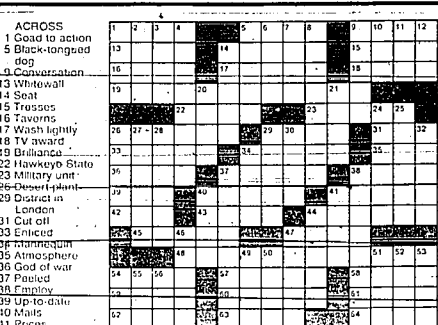 ACROSS
1 Goad to action
5 Black-tongued
dog
9 Conversation
13 Whitewall
14 Seat
15 Tresses
16 Taverns
17 Wash lightly
18 TV award
19 Brilliance
22 Hawkeye State
23 Military unit
26 Desert plant
29 District in
London
31 Cut off
33 Enticed
34 Mannequin
35 Atmosphere
36 God of war
37 Peeled
38 Employ
39 Up-to-date
40 Mails
1 2 3 4 5 6 7 8 9 10 11 12
13 14 15
16 17 18
19 20 21
22 23 24 25
26 27 28 29 30 31 32
33 34 35
36 37 38
39 40 41
42 43 44
45 46 47
48 49 50 51 52 53
54 55 56 57 58
59 60 61
62 63 64